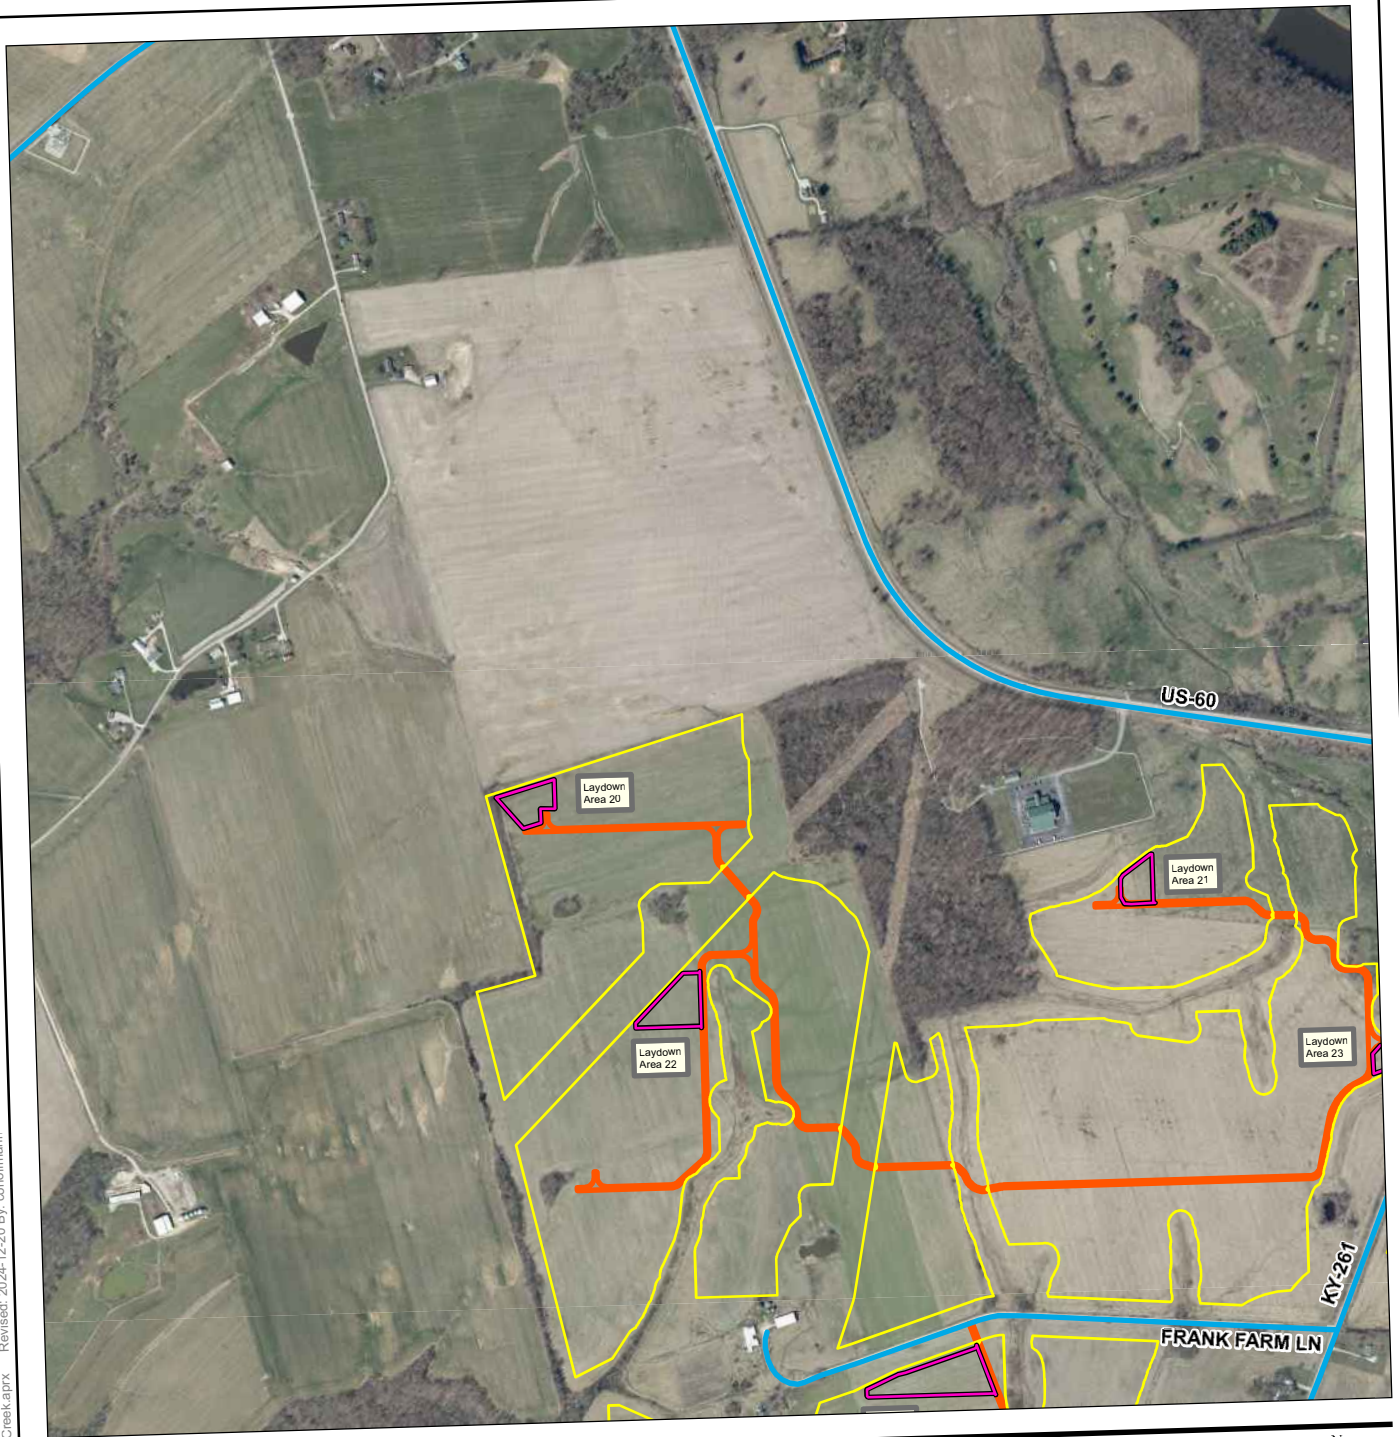 US-60
Laydown
Area 20
Laydown
Area 21
Laydown
Area 23
Laydown
Area 22
KY-261
FRANK FARM LN
Creek.aprx Revised: 2024-12-20 By:
N